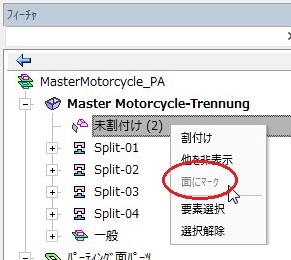 フィーチャ
MasterMotorcycle_PA
Master Motorcycle-Trennung
未割付け (2)
割付け
Split-01
他を非表示
Split-02
面にマーク
Split-03
要素選択
Split-04
選択解除
一般
パーティング面パーツ